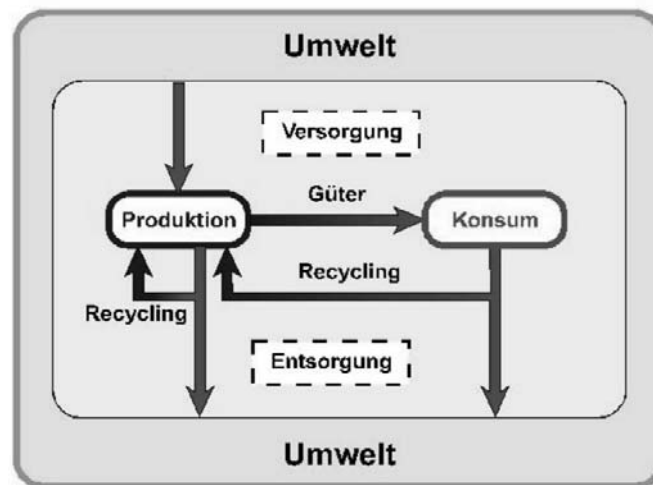 Umwelt
Versorgung
Güter
Produktion
Konsum
Recycling
Recycling
Entsorgung
Umwelt